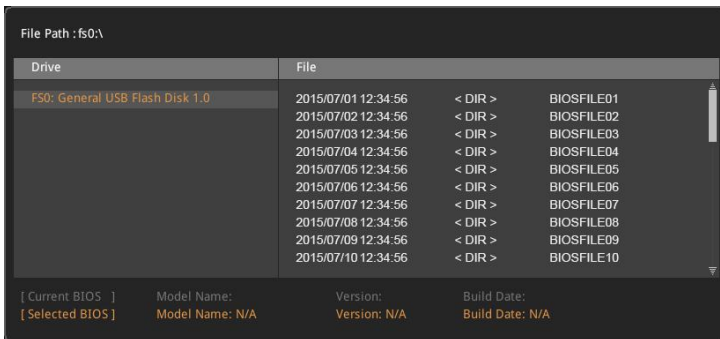 File Path : fs0:\
Drive File
FS0: General USB Flash Disk 1.0 2015/07/01 12:34:56 < DIR > BIOSFILE01
2015/07/02 12:34:56 < DIR > BIOSFILE02
2015/07/03 12:34:56 < DIR > BIOSFILE03
2015/07/04 12:34:56 < DIR > BIOSFILE04
2015/07/05 12:34:56 < DIR > BIOSFILE05
2015/07/06 12:34:56 < DIR > BIOSFILE06
2015/07/07 12:34:56 < DIR > BIOSFILE07
2015/07/08 12:34:56 < DIR > BIOSFILE08
2015/07/09 12:34:56 < DIR > BIOSFILE09
2015/07/10 12:34:56 < DIR > BIOSFILE10
[ Current BIOS ] Model Name: Version: Build Date:
[ Selected BIOS ] Model Name: N/A Version: N/A Build Date: N/A